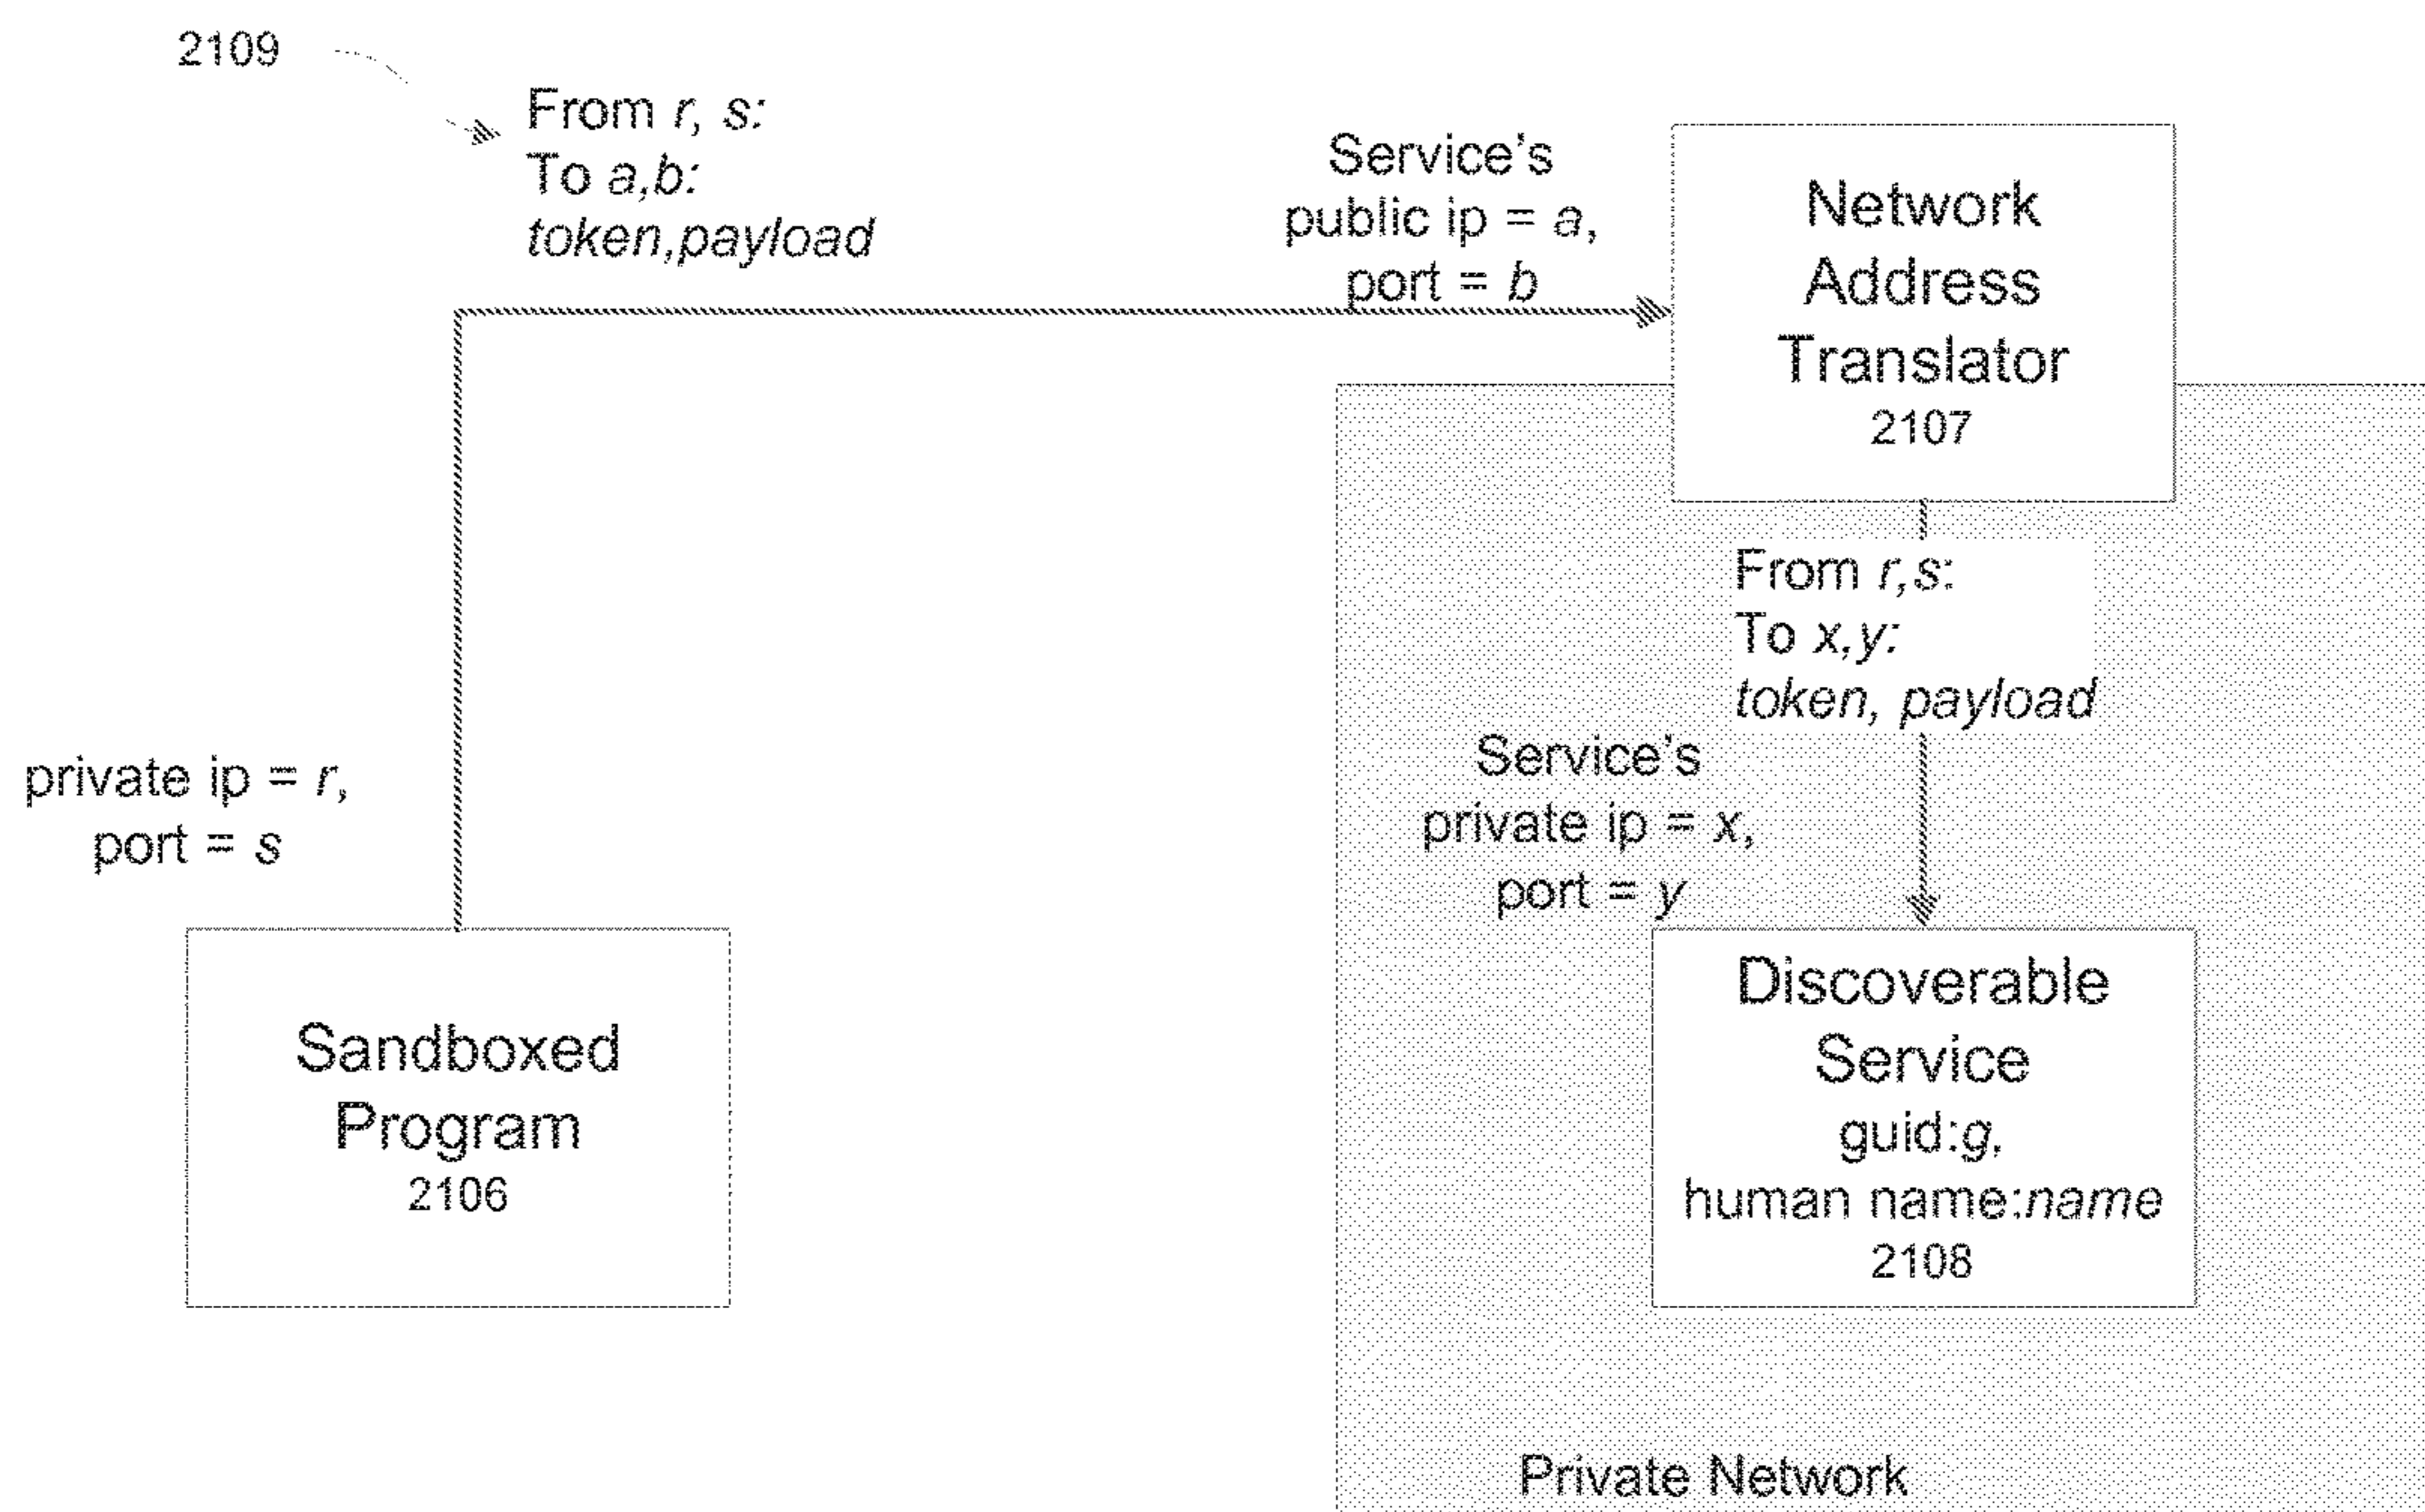 2109
From r, s:
To a,b:
token,payload
Service's
public ip = a,
port = b
Network
Address
Translator
2107
From r,s:
To x,y:
token, payload
private ip = r,
port = s
Service's
private ip = x,
port = y
Sandboxed
Program
2106
Discoverable
Service
guid:g,
human name:name
2108
Private Network